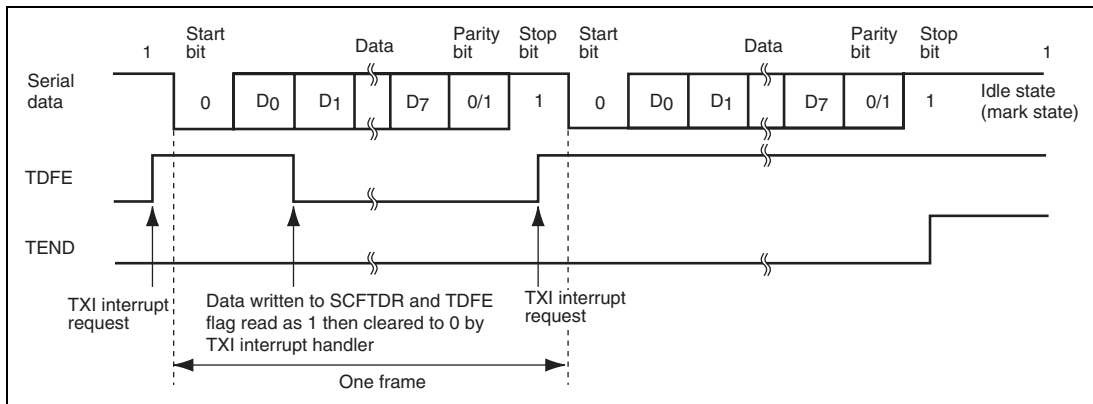 1 Start bit Data Parity bit Stop bit Start bit Data Parity bit Stop bit 1
Serial data 0 D0 D1 D7 0/1 1 0 D0 D1 D7 0/1 1 Idle state (mark state)
TDFE
TEND
TXI interrupt request
Data written to SCFTDR and TDFE
flag read as 1 then cleared to 0 by
TXI interrupt handler
TXI interrupt request
One frame